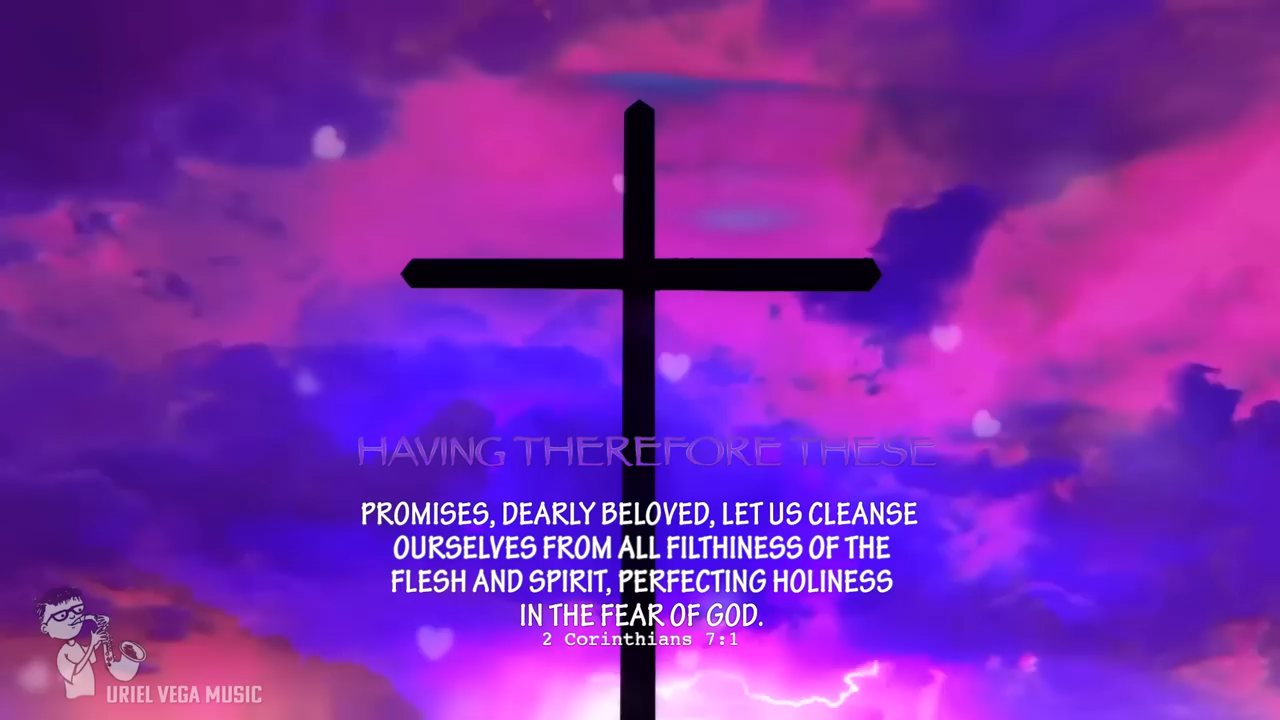 HAVING THEREFORE THESE
PROMISES, DEARLY BELOVED, LET US CLEANSE
OURSELVES FROM ALL FILTHINESS OF THE
FLESH AND SPIRIT, PERFECTING HOLINESS
IN THE FEAR OF GOD.
2 Corinthians 7:1
URIEL VEGA MUSIC